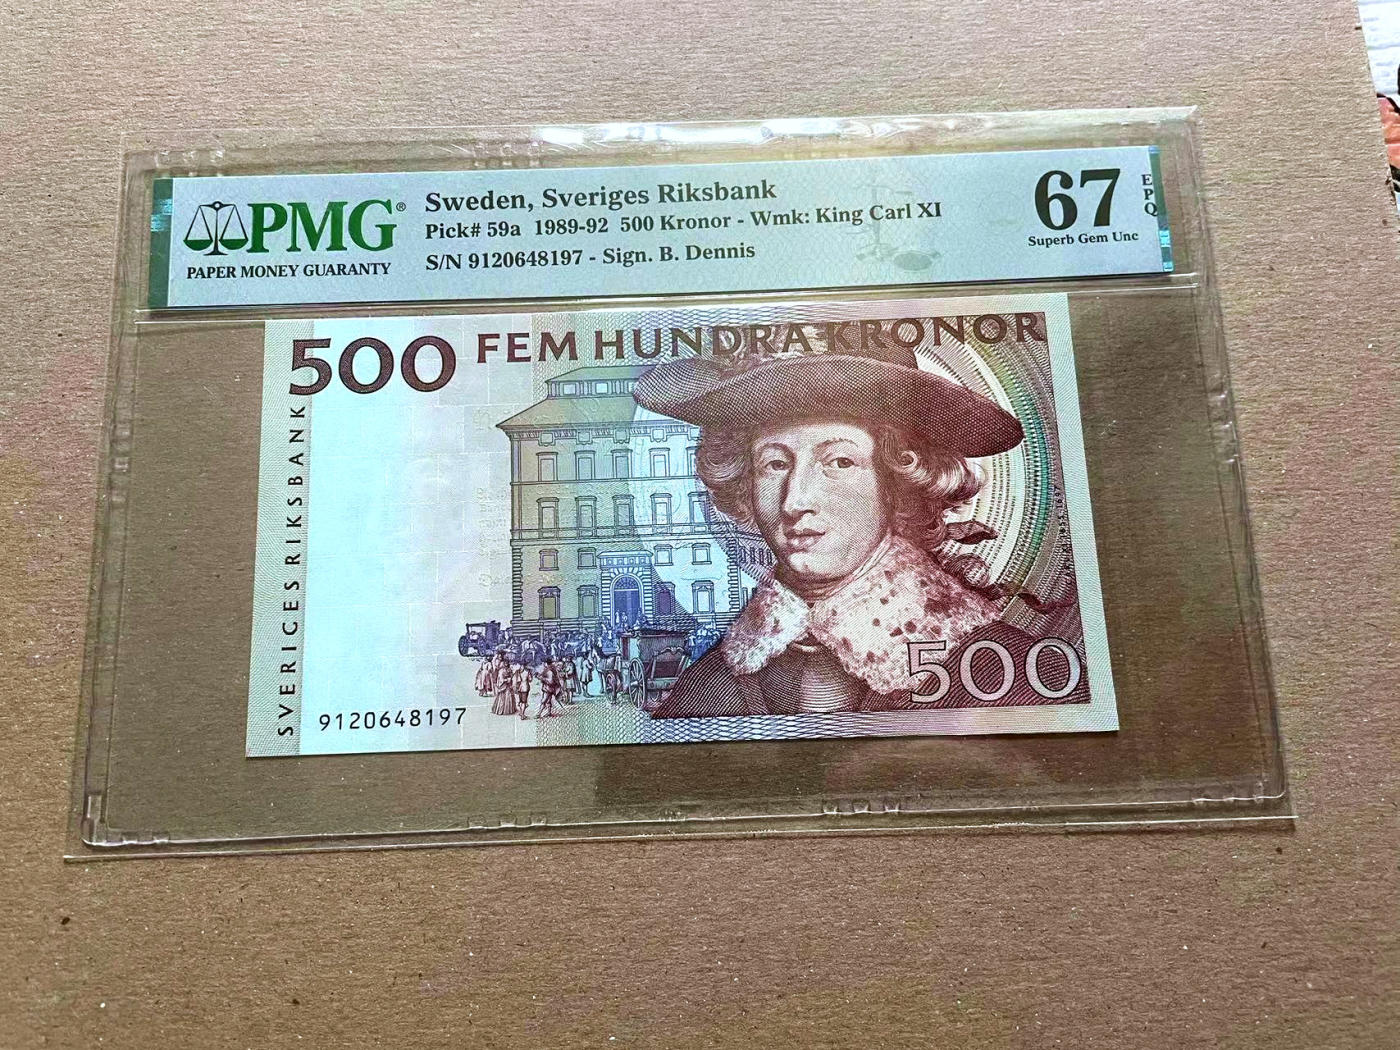 PMG®
PAPER MONEY GUARANTY
Sweden, Sveriges Riksbank
Pick# 59a 1989-92 500 Kronor - Wmk: King Carl XI
S/N 9120648197 - Sign. B. Dennis
67
EPQ
Superb Gem Unc
500 FEM HUNDRA KRONOR
SVERIGES RIKSBANK
9120648197
500